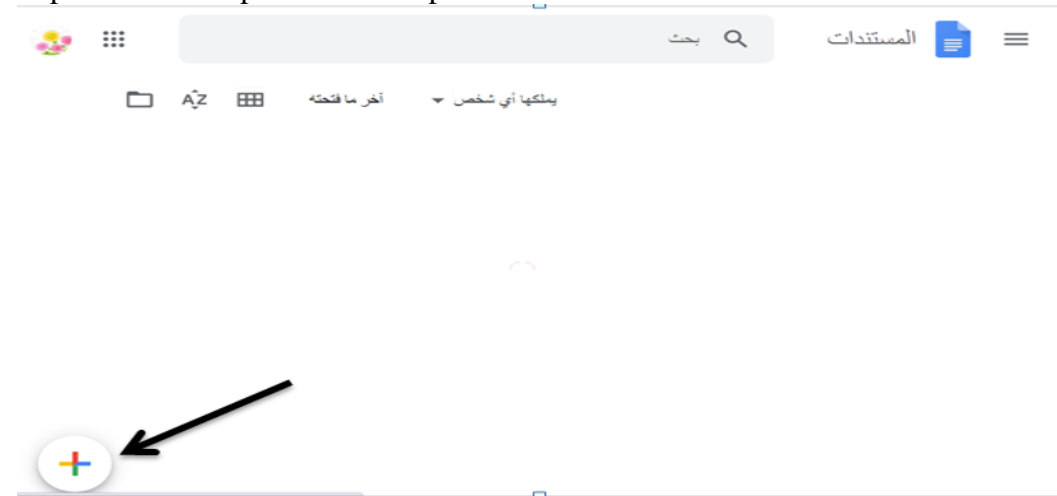 المستندات
بحث
يملكها أي شخص
آخر ما فتحته
AZ